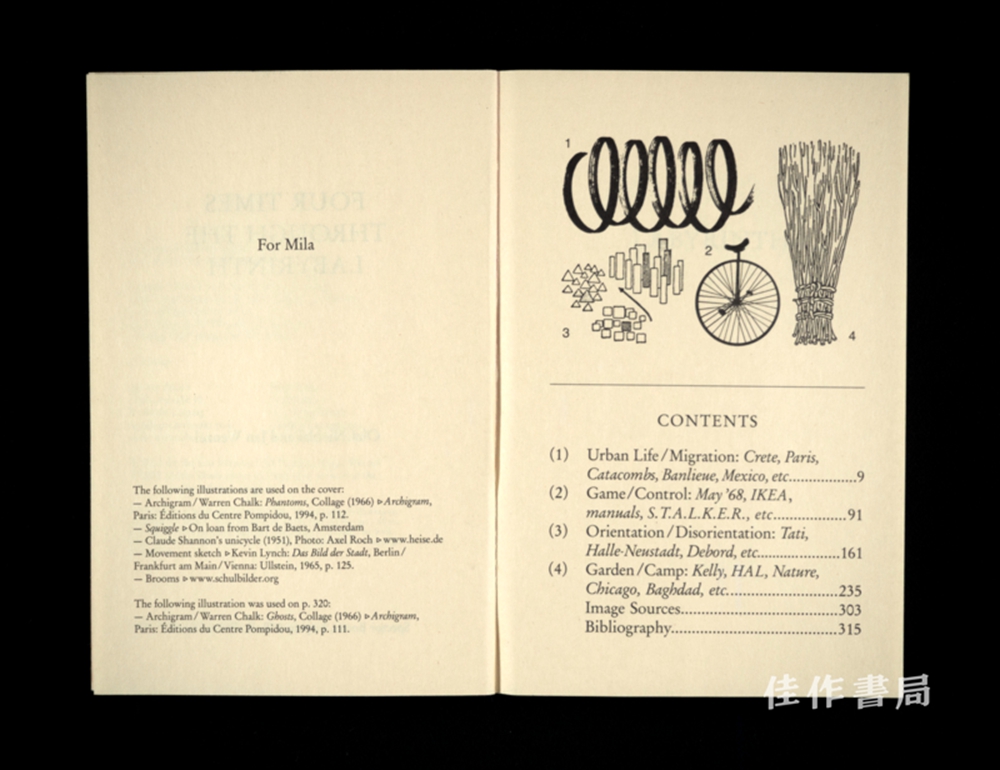 For Mila
The following illustrations are used on the cover:
— Archigram / Warren Chalk: Phantoms, Collage (1966) ▹ Archigram,
Paris: Éditions du Centre Pompidou, 1994, p. 112.
— Squiggle ▹ On loan from Bart de Baets, Amsterdam
— Claude Shannon's unicycle (1951), Photo: Axel Roch ▹ www.heise.de
— Movement sketch ▹ Kevin Lynch: Das Bild der Stadt, Berlin /
Frankfurt am Main / Vienna: Ullstein, 1965, p. 125.
— Brooms ▹ www.schulbilder.org
The following illustration was used on p. 320:
— Archigram / Warren Chalk: Ghosts, Collage (1966) ▹ Archigram,
Paris: Éditions du Centre Pompidou, 1994, p. 111.
1
2
3
4
CONTENTS
(1) Urban Life / Migration: Crete, Paris,
Catacombs, Banlieue, Mexico, etc................9
(2) Game / Control: May '68, IKEA,
manuals, S.T.A.L.K.E.R., etc.................91
(3) Orientation / Disorientation: Tati,
Halle-Neustadt, Debord, etc....................161
(4) Garden / Camp: Kelly, HAL, Nature,
Chicago, Baghdad, etc..........................235
Image Sources..................................303
Bibliography...................................315
FOUR TIMES
THROUGH THE
LABYRINTH
佳作書局